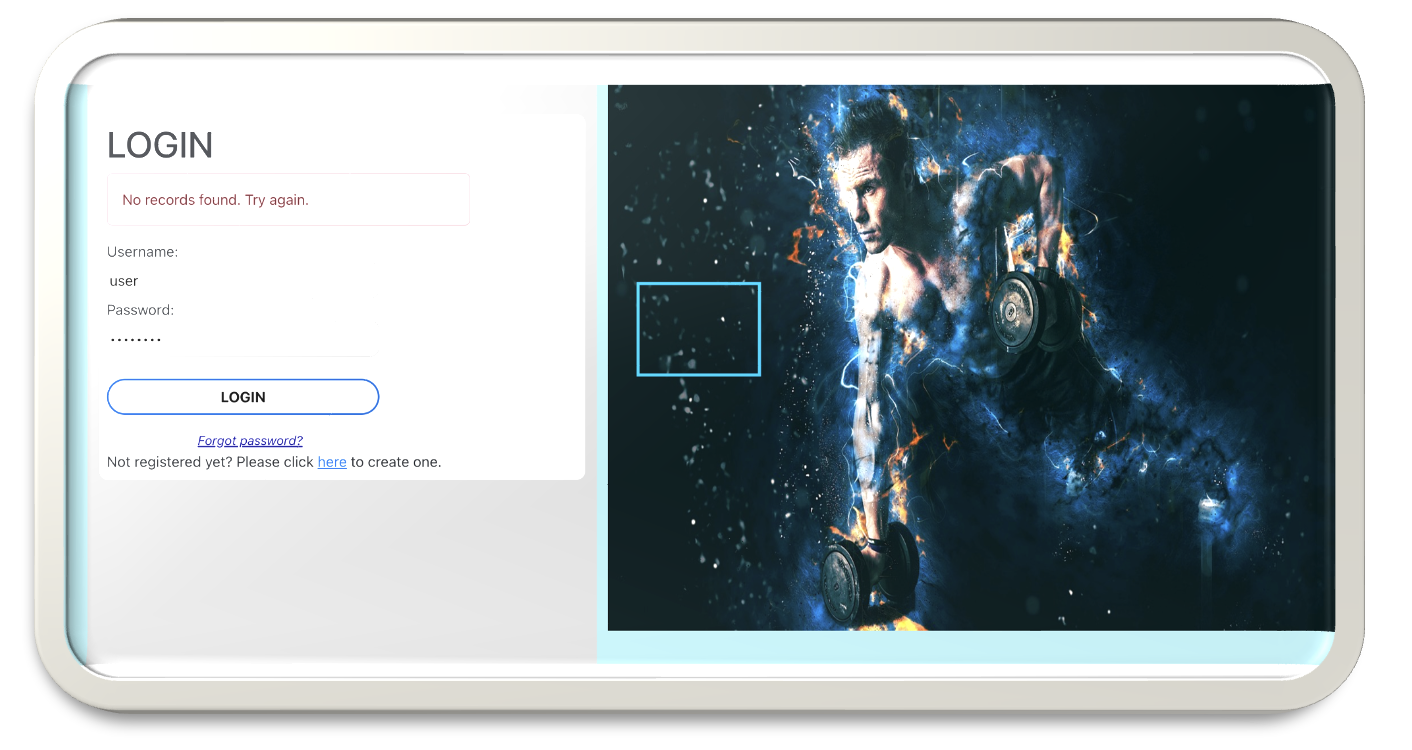 LOGIN
No records found. Try again.
Username:
user
Password:
••••••••
LOGIN
Forgot password?
Not registered yet? Please click here to create one.